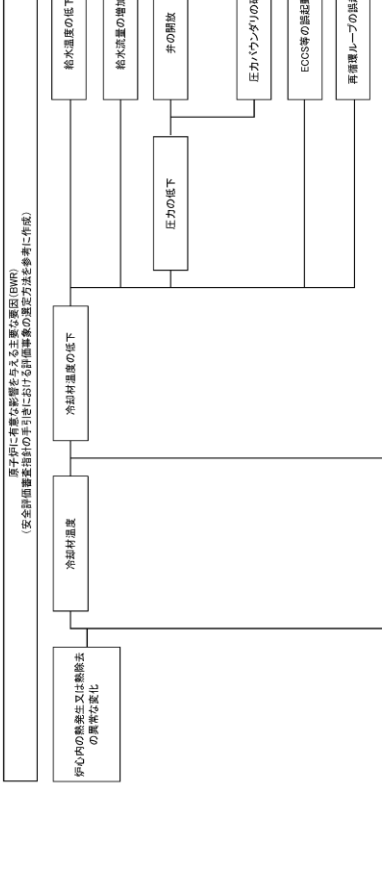 原子炉に有意な影響を与える主要な要因(BWR)
(安全評価審査指針の手引きにおける評価事象の選定方法を参考に作成)
炉心内の熱発生又は熱除去
の異常な変化
冷却材温度
冷却材温度の低下
給水温度の低下
給水流量の増加
圧力の低下
弁の開放
圧力バウンダリの
ECCS等の誤起動
再循環ループの誤